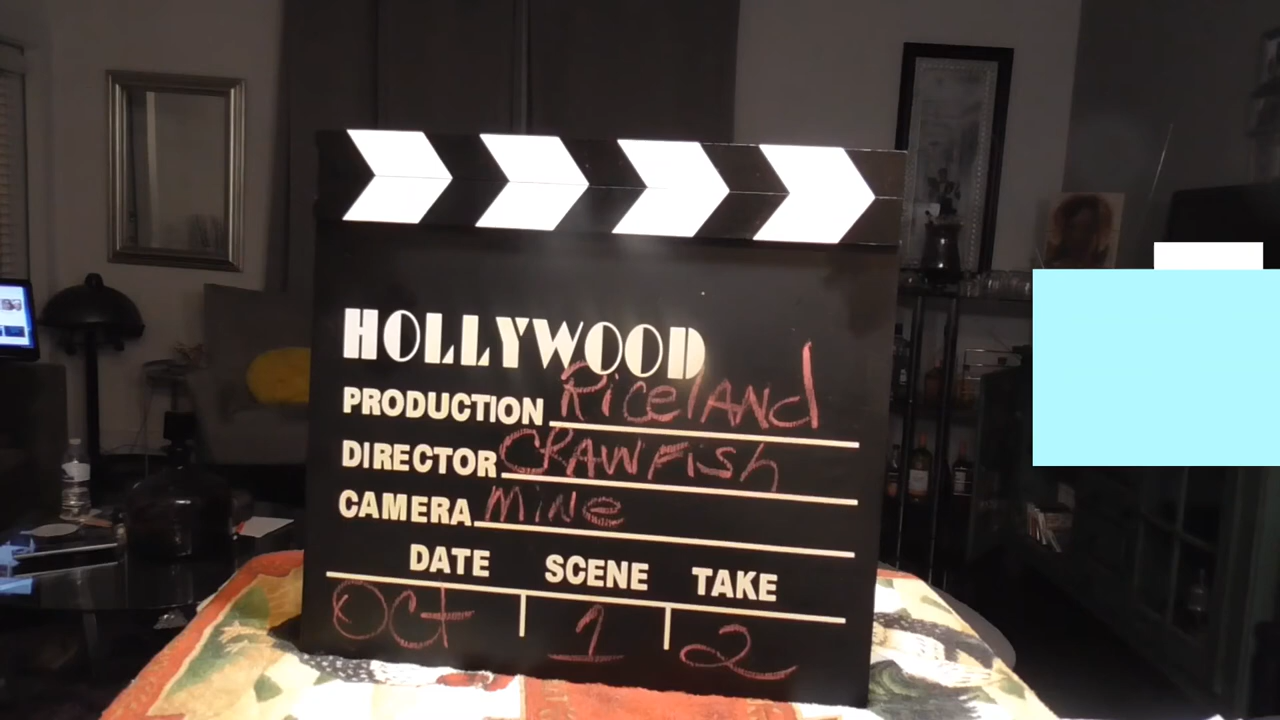 HOLLYWOOD
PRODUCTION Riceland
DIRECTOR CRAWFish
CAMERA MiNe
DATE SCENE TAKE
Oct 1 2